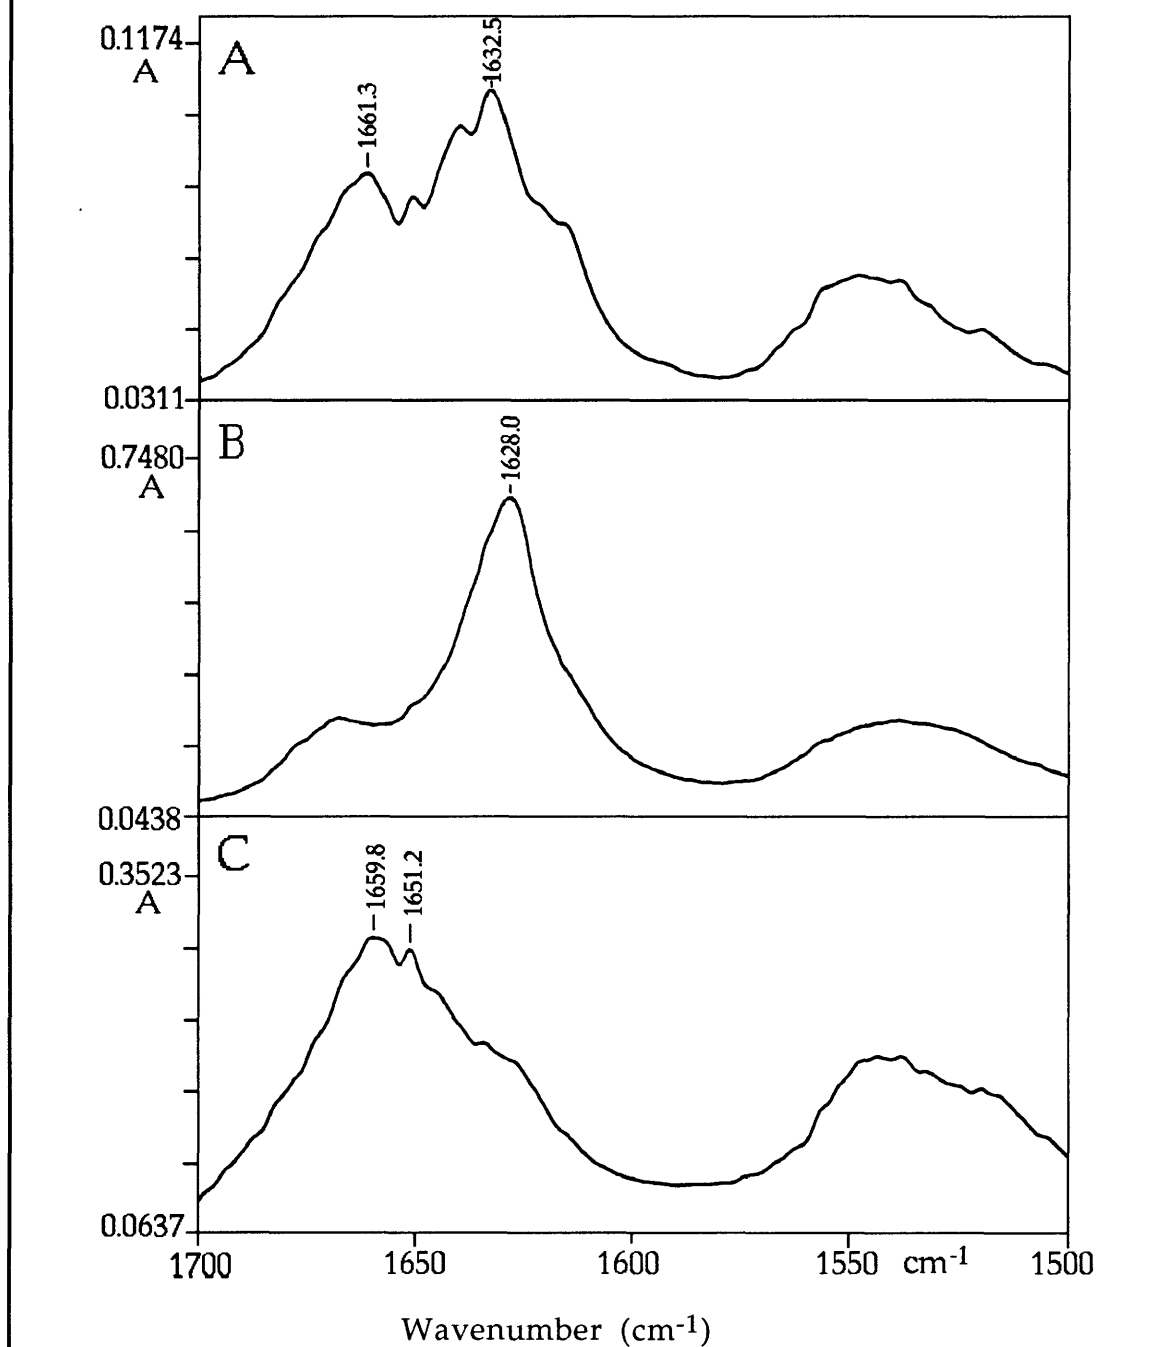 0.1174
A
A
-1661.3
-1632.5
0.0311
0.7480
A
B
-1628.0
0.0438
0.3523
A
C
-1659.8
-1651.2
0.0637
1700 1650 1600 1550 cm-1 1500
Wavenumber (cm-1)